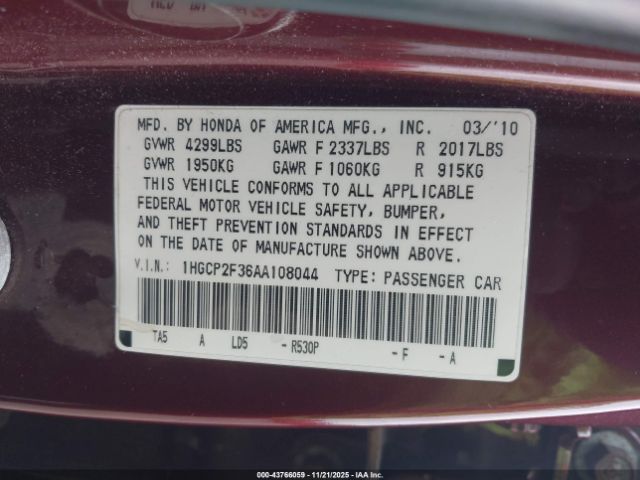 MFD. BY HONDA OF AMERICA MFG., INC. 03/'10
GVWR 4299LBS GAWR F 2337LBS R 2017LBS
GVWR 1950KG GAWR F 1060KG R 915KG
THIS VEHICLE CONFORMS TO ALL APPLICABLE
FEDERAL MOTOR VEHICLE SAFETY, BUMPER,
AND THEFT PREVENTION STANDARDS IN EFFECT
ON THE DATE OF MANUFACTURE SHOWN ABOVE.
V.I.N.: 1HGCP2F36AA108044 TYPE: PASSENGER CAR
TA5 A LD5 - R530P - F - A
000-43766059 - 11/21/2025 - IAA Inc.